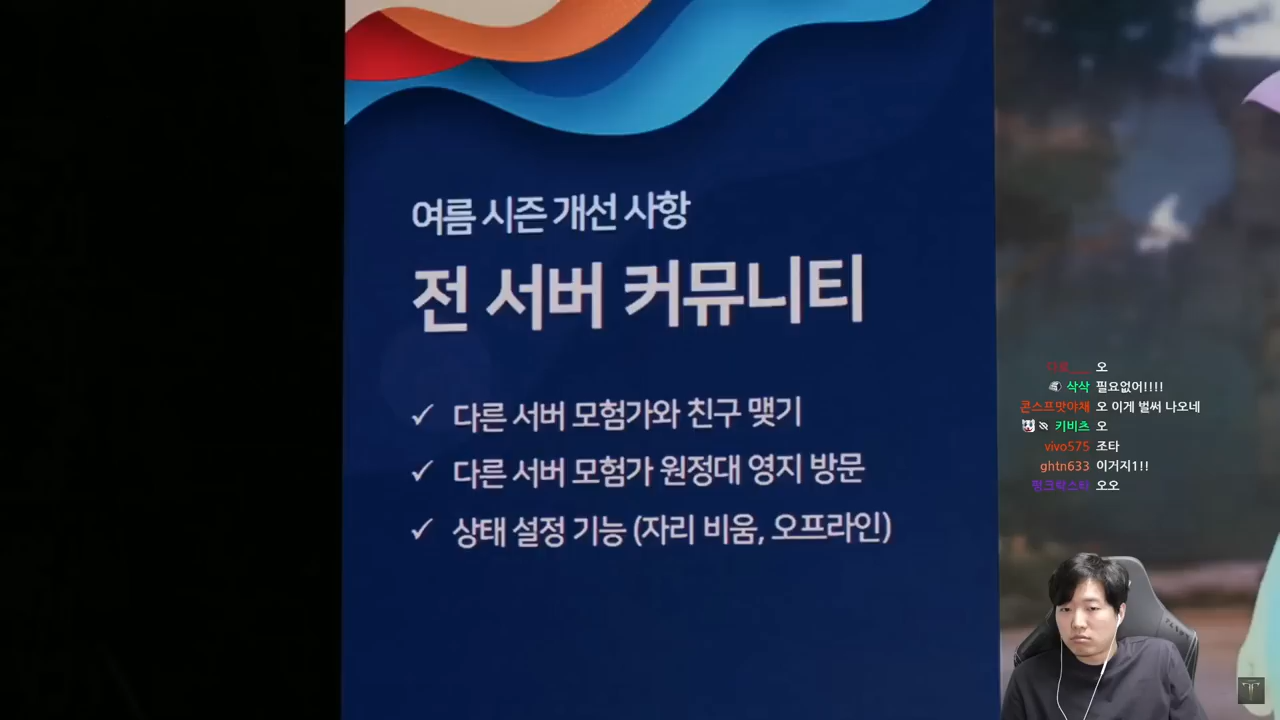 여름 시즌 개선 사항
전 서버 커뮤니티
✓ 다른 서버 모험가와 친구 맺기
✓ 다른 서버 모험가 원정대 영지 방문
✓ 상태 설정 기능 (자리 비움, 오프라인)
오
삭삭 필요없어!!!!
콘스프맛야채 오 이게 벌써 나오네
키비츠 오
vivo575 조타
ghtn633 이거지1!!
핑크락스타 오오